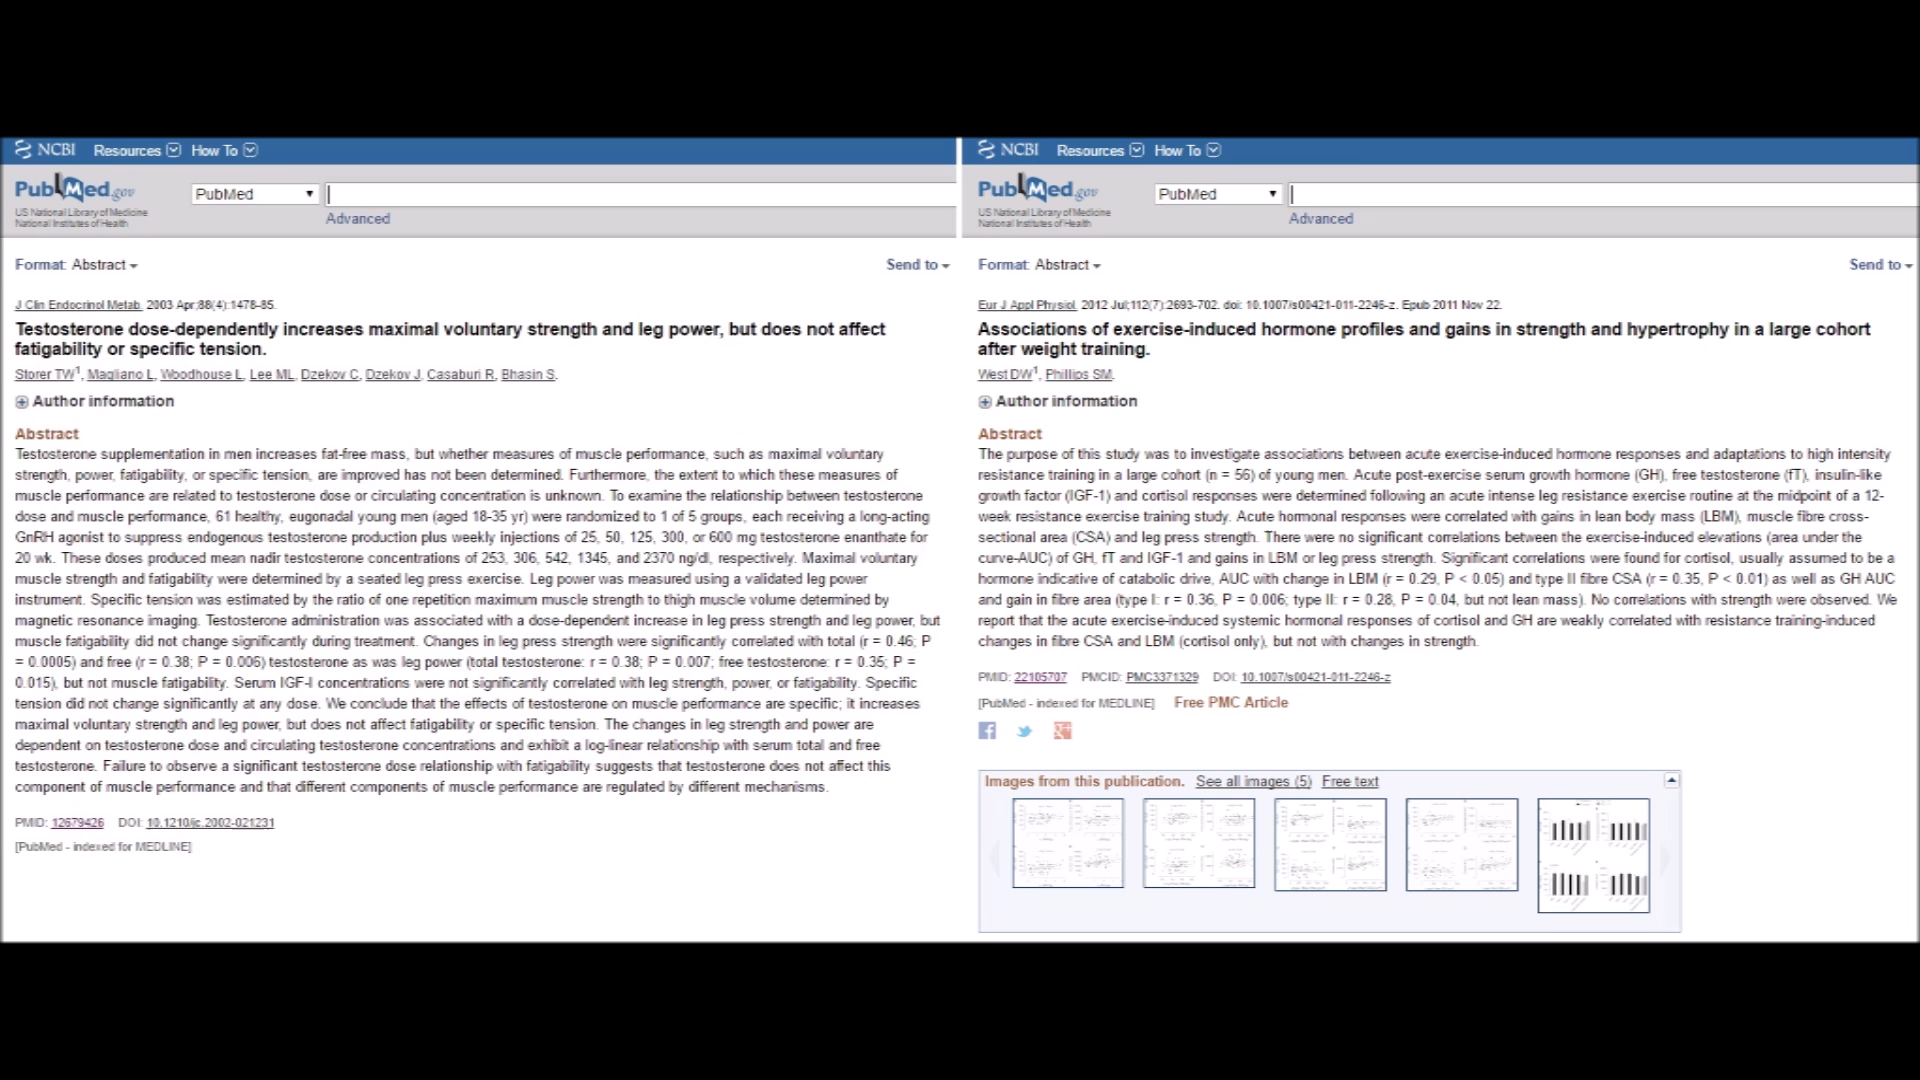 NCBI Resources How To
PubMed.gov
US National Library of Medicine
National Institutes of Health
PubMed
Advanced
Format: Abstract
Send to
J Clin Endocrinol Metab. 2003 Apr;88(4):1478-85.
Testosterone dose-dependently increases maximal voluntary strength and leg power, but does not affect
fatigability or specific tension.
Storer TW1, Magliano L, Woodhouse L, Lee ML, Dzekov C, Dzekov J, Casaburi R, Bhasin S.
Author information
Abstract
Testosterone supplementation in men increases fat-free mass, but whether measures of muscle performance, such as maximal voluntary
strength, power, fatigability, or specific tension, are improved has not been determined. Furthermore, the extent to which these measures of
muscle performance are related to testosterone dose or circulating concentration is unknown. To examine the relationship between testosterone
dose and muscle performance, 61 healthy, eugonadal young men (aged 18-35 yr) were randomized to 1 of 5 groups, each receiving a long-acting
GnRH agonist to suppress endogenous testosterone production plus weekly injections of 25, 50, 125, 300, or 600 mg testosterone enanthate for
20 wk. These doses produced mean nadir testosterone concentrations of 253, 306, 542, 1345, and 2370 ng/dl, respectively. Maximal voluntary
muscle strength and fatigability were determined by a seated leg press exercise. Leg power was measured using a validated leg power
instrument. Specific tension was estimated by the ratio of one repetition maximum muscle strength to thigh muscle volume determined by
magnetic resonance imaging. Testosterone administration was associated with a dose-dependent increase in leg press strength and leg power, but
muscle fatigability did not change significantly during treatment. Changes in leg press strength were significantly correlated with total (r = 0.46; P
= 0.0005) and free (r = 0.38; P = 0.006) testosterone as was leg power (total testosterone: r = 0.38; P = 0.007; free testosterone: r = 0.35; P =
0.015), but not muscle fatigability. Serum IGF-I concentrations were not significantly correlated with leg strength, power, or fatigability. Specific
tension did not change significantly at any dose. We conclude that the effects of testosterone on muscle performance are specific; it increases
maximal voluntary strength and leg power, but does not affect fatigability or specific tension. The changes in leg strength and power are
dependent on testosterone dose and circulating testosterone concentrations and exhibit a log-linear relationship with serum total and free
testosterone. Failure to observe a significant testosterone dose relationship with fatigability suggests that testosterone does not affect this
component of muscle performance and that different components of muscle performance are regulated by different mechanisms.
PMID: 12679426 DOI: 10.1210/jc.2002-021231
[PubMed - indexed for MEDLINE]
NCBI Resources How To
PubMed.gov
US National Library of Medicine
National Institutes of Health
PubMed
Advanced
Format: Abstract
Send to
Eur J Appl Physiol. 2012 Jul;112(7):2693-702. doi: 10.1007/s00421-011-2246-z. Epub 2011 Nov 22.
Associations of exercise-induced hormone profiles and gains in strength and hypertrophy in a large cohort
after weight training.
West DW1, Phillips SM.
Author information
Abstract
The purpose of this study was to investigate associations between acute exercise-induced hormone responses and adaptations to high intensity
resistance training in a large cohort (n = 56) of young men. Acute post-exercise serum growth hormone (GH), free testosterone (fT), insulin-like
growth factor (IGF-1) and cortisol responses were determined following an acute intense leg resistance exercise routine at the midpoint of a 12-
week resistance exercise training study. Acute hormonal responses were correlated with gains in lean body mass (LBM), muscle fibre cross-
sectional area (CSA) and leg press strength. There were no significant correlations between the exercise-induced elevations (area under the
curve-AUC) of GH, fT and IGF-1 and gains in LBM or leg press strength. Significant correlations were found for cortisol, usually assumed to be a
hormone indicative of catabolic drive, AUC with change in LBM (r = 0.29, P < 0.05) and type II fibre CSA (r = 0.35, P < 0.01) as well as GH AUC
and gain in fibre area (type I: r = 0.36, P = 0.006; type II: r = 0.28, P = 0.04, but not lean mass). No correlations with strength were observed. We
report that the acute exercise-induced systemic hormonal responses of cortisol and GH are weakly correlated with resistance training-induced
changes in fibre CSA and LBM (cortisol only), but not with changes in strength.
PMID: 22105707 PMCID: PMC3371329 DOI: 10.1007/s00421-011-2246-z
[PubMed - indexed for MEDLINE] Free PMC Article
Images from this publication. See all images (5) Free text